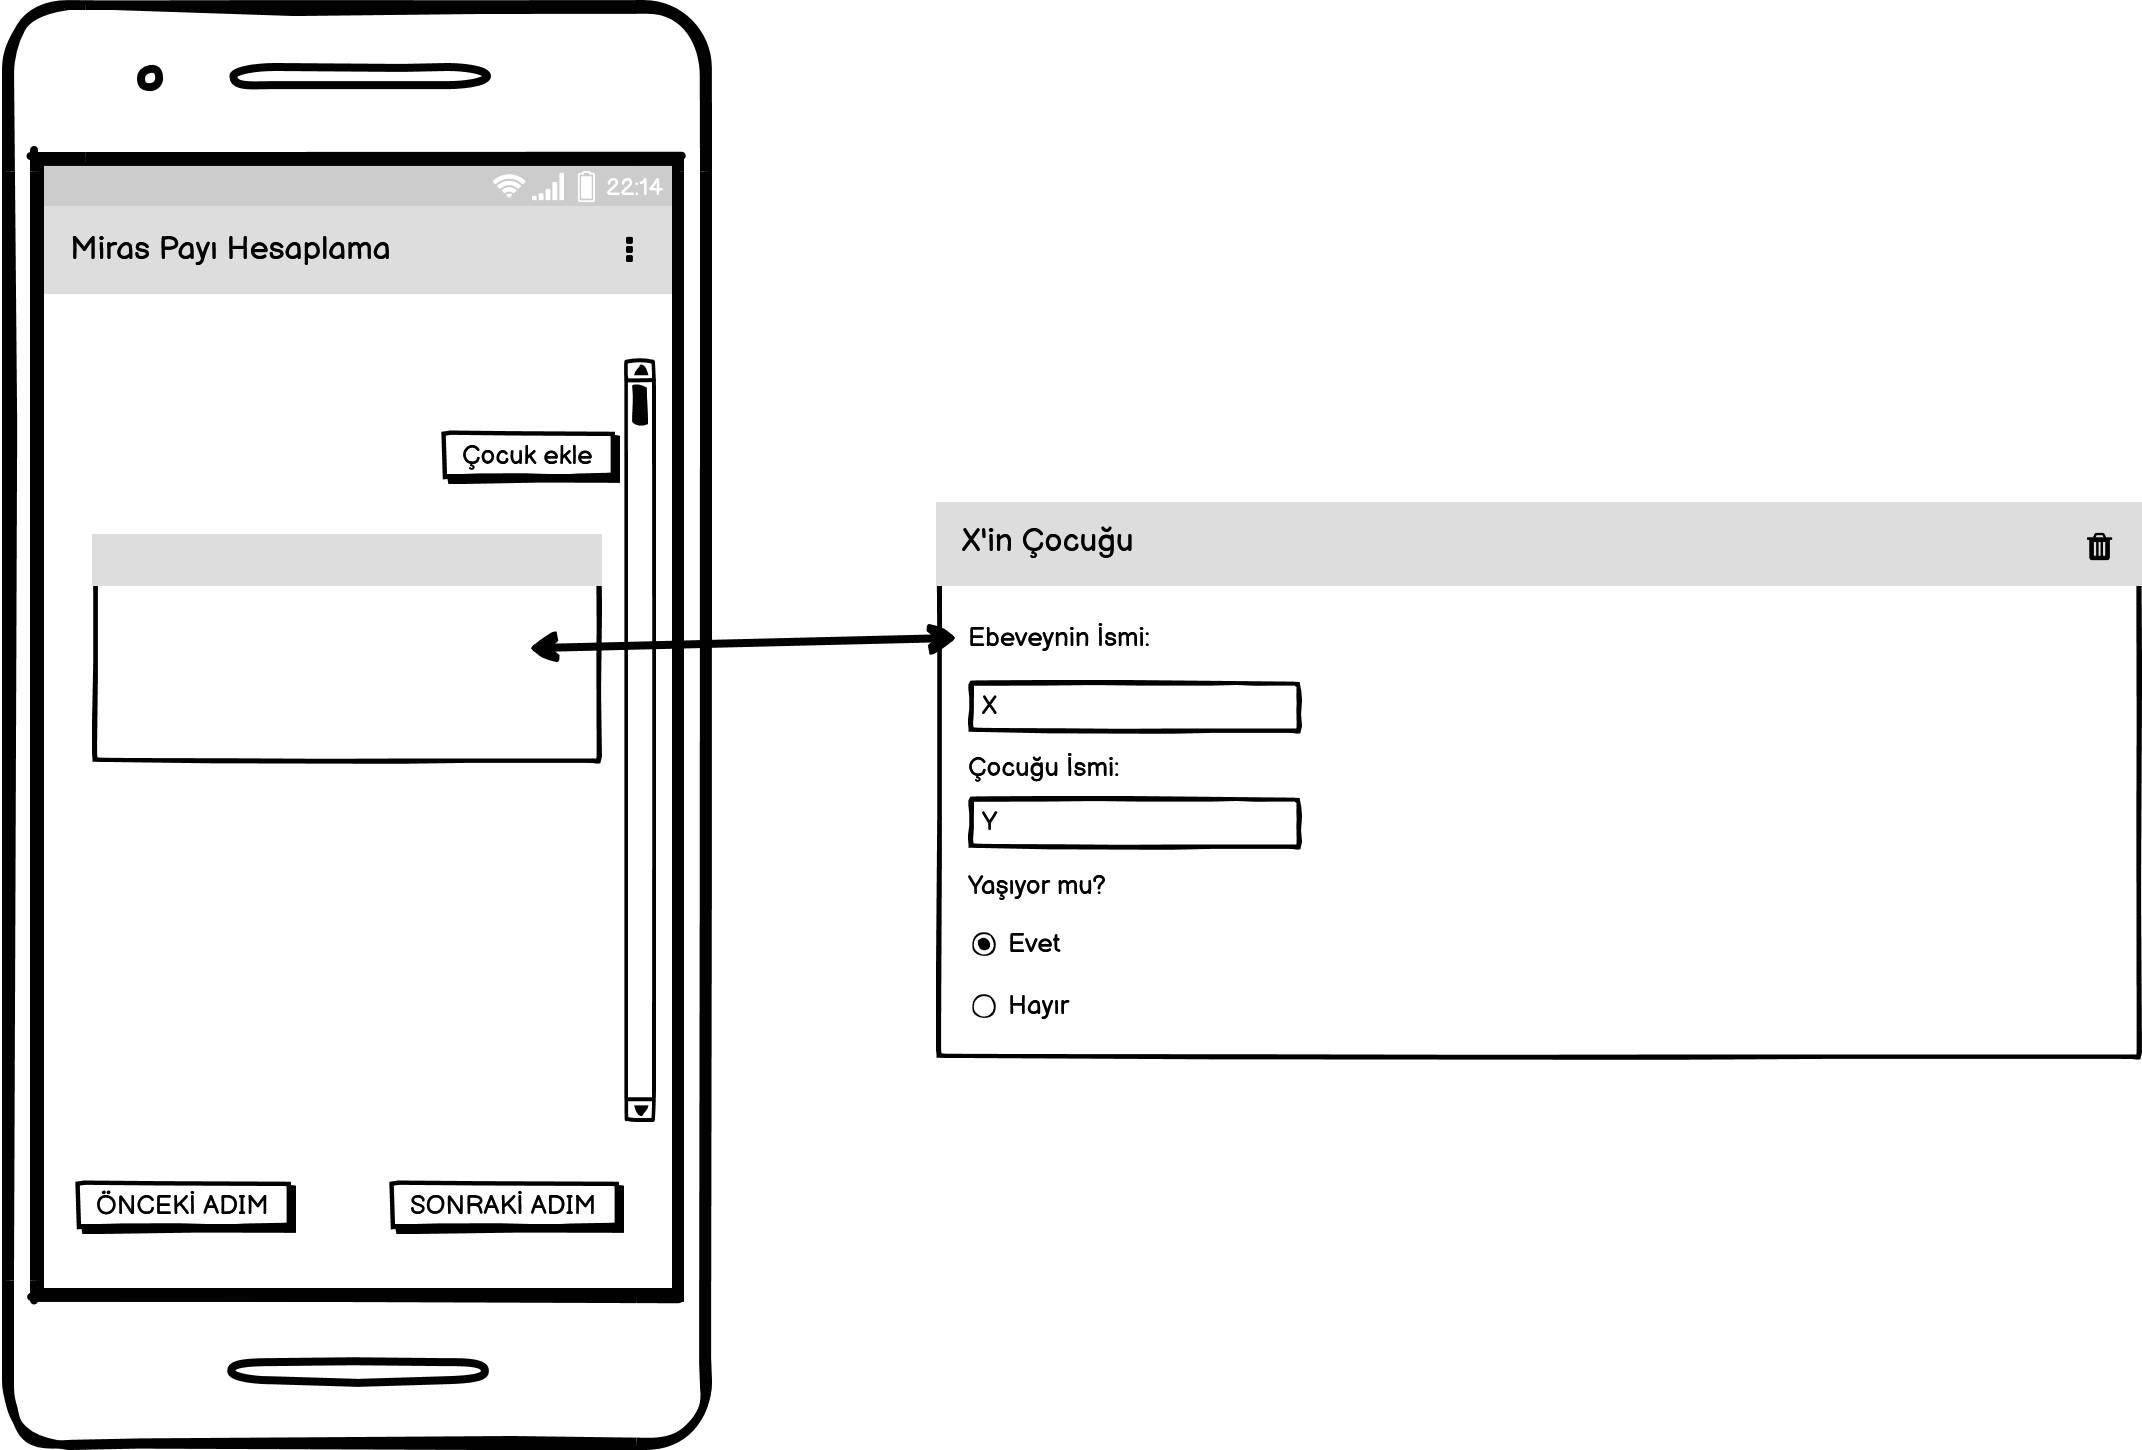 22:14
Miras Payı Hesaplama
Çocuk ekle
ÖNCEKİ ADIM
SONRAKİ ADIM
X'in Çocuğu
Ebeveynin İsmi:
X
Çocuğu İsmi:
Y
Yaşıyor mu?
Evet
Hayır